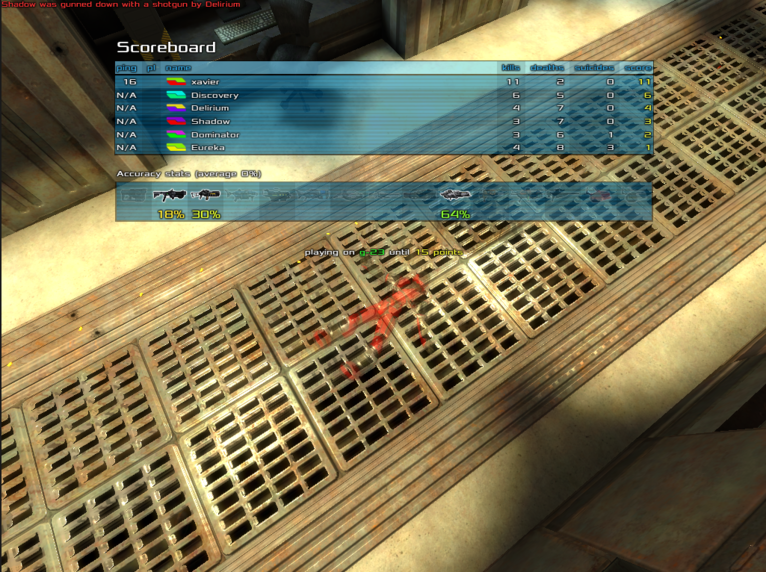 Shadow was gunned down with a shotgun by Delirium
Scoreboard
ping pl name kills deaths suicides score
16 xavier 11 2 0 11
N/A Discovery 6 5 0 6
N/A Delirium 4 7 0 4
N/A Shadow 3 7 0 3
N/A Dominator 3 6 1 2
N/A Eureka 4 8 3 1
Accuracy stats (average 0%)
18% 30% 64%
playing on q.23 until 15 points